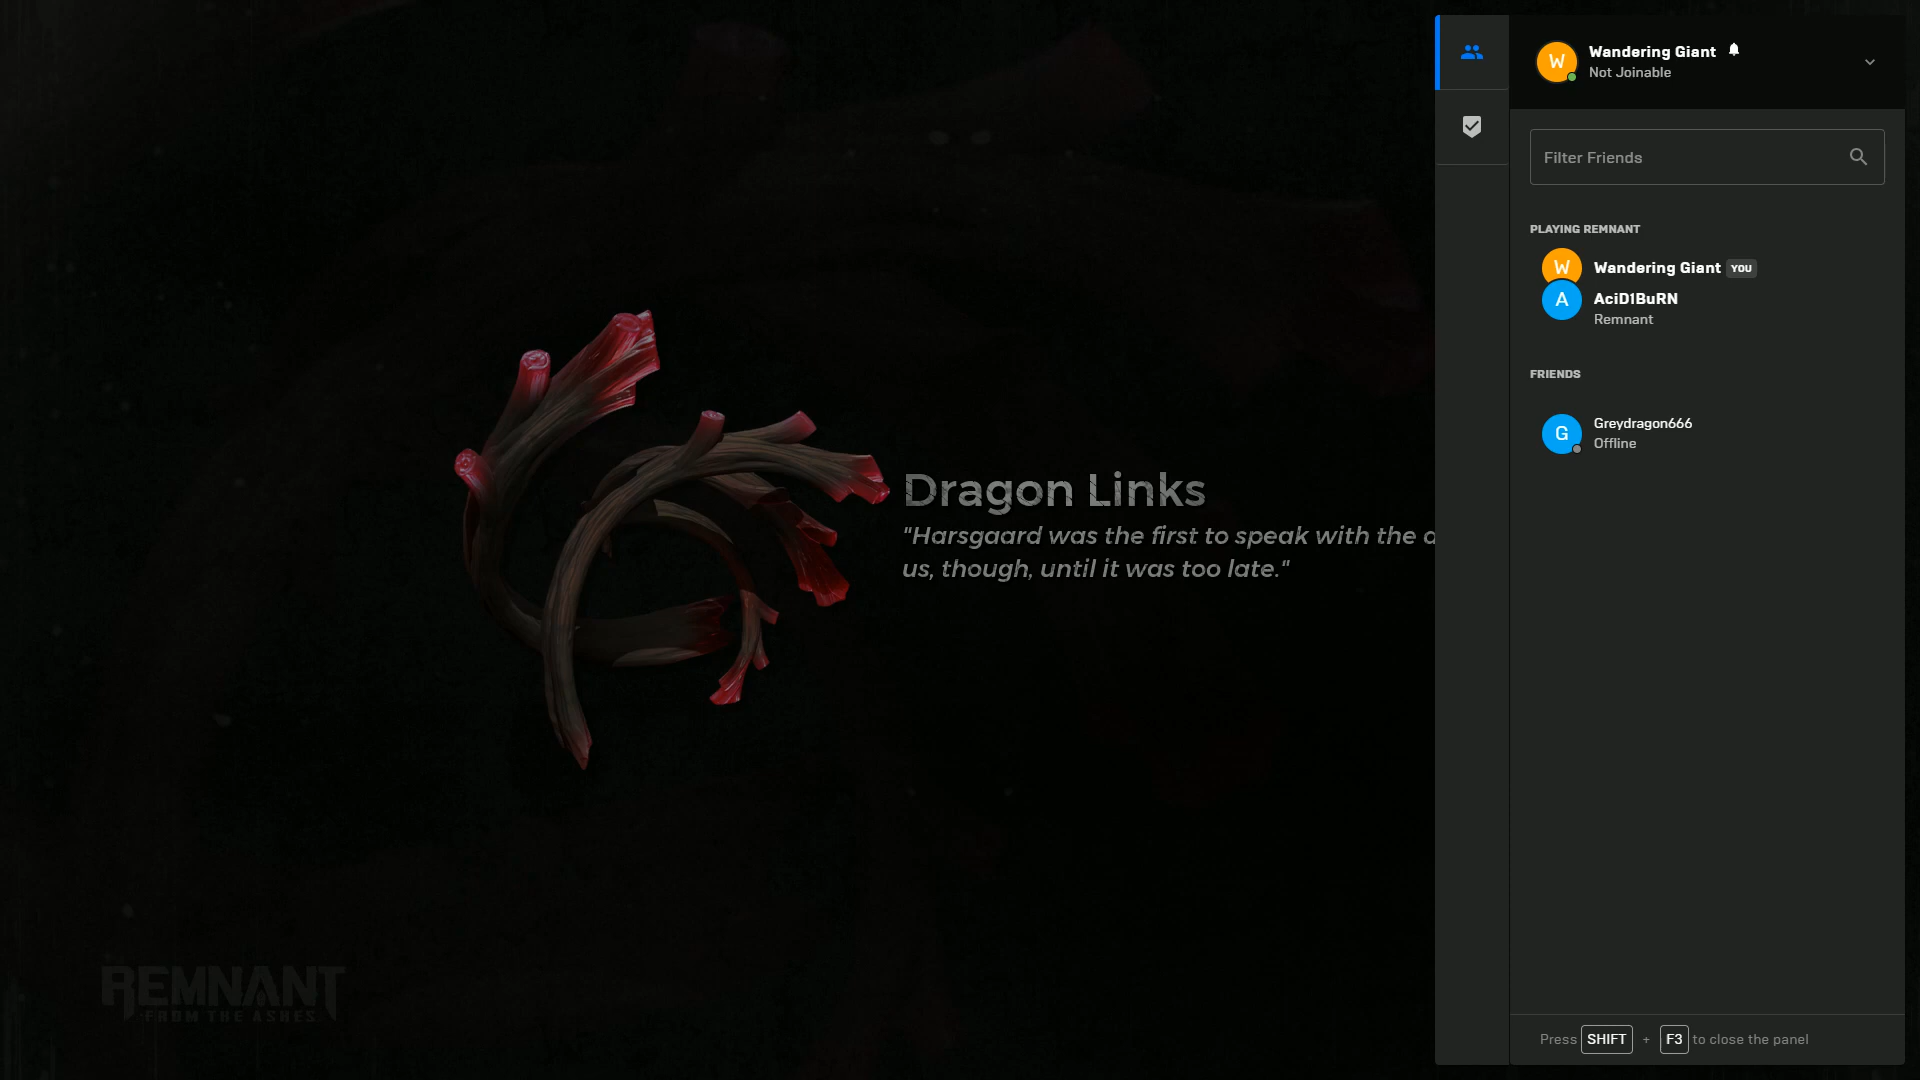 Dragon Links
"Harsgaard was the first to speak with the
us, though, until it was too late."
REMNANT
FROM THE ASHES
W
Wandering Giant
Not Joinable
Filter Friends
PLAYING REMNANT
W
Wandering Giant YOU
A
AciD1BuRN
Remnant
FRIENDS
G
Greydragon666
Offline
Press SHIFT + F3 to close the panel